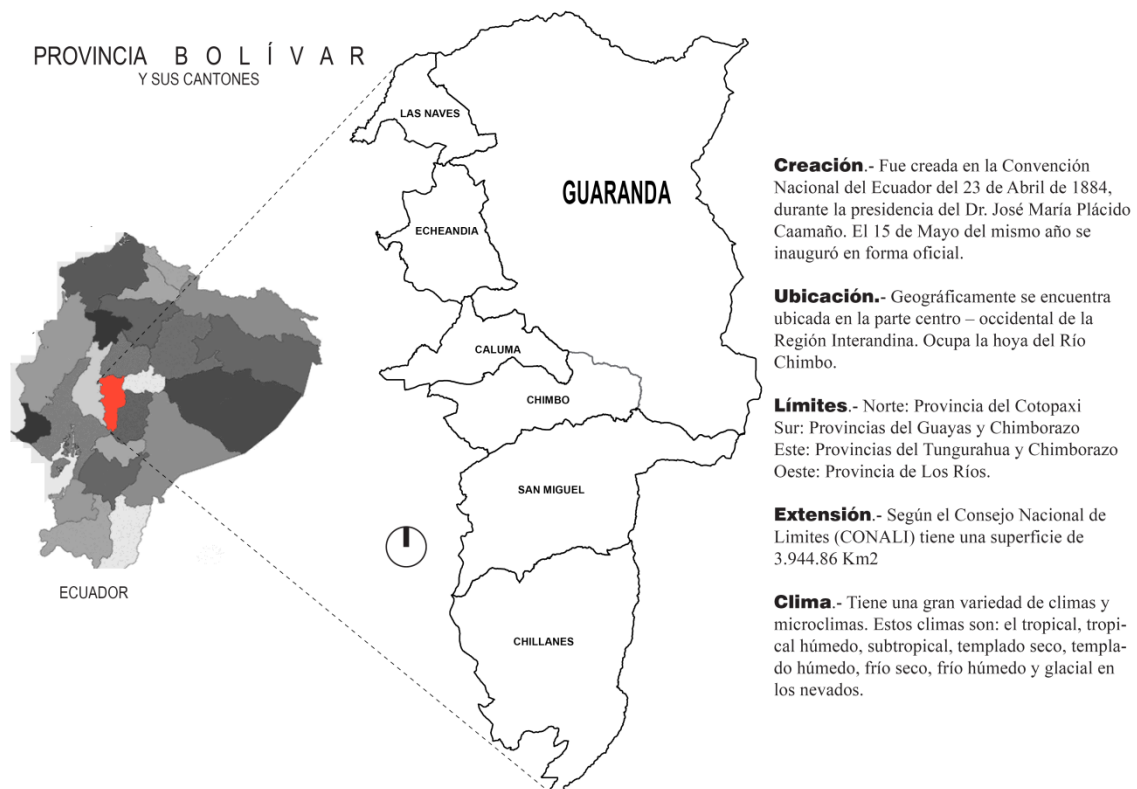 PROVINCIA BOLÍVAR
Y SUS CANTONES
LAS NAVES
GUARANDA
ECHEANDIA
CALUMA
CHIMBO
SAN MIGUEL
CHILLANES
ECUADOR
Creación.- Fue creada en la Convención
Nacional del Ecuador del 23 de Abril de 1884,
durante la presidencia del Dr. José María Plácido
Caamaño. El 15 de Mayo del mismo año se
inauguró en forma oficial.
Ubicación.- Geográficamente se encuentra
ubicada en la parte centro – occidental de la
Región Interandina. Ocupa la hoya del Río
Chimbo.
Límites.- Norte: Provincia del Cotopaxi
Sur: Provincias del Guayas y Chimborazo
Este: Provincias del Tungurahua y Chimborazo
Oeste: Provincia de Los Ríos.
Extensión.- Según el Consejo Nacional de
Limites (CONALI) tiene una superficie de
3.944.86 Km2
Clima.- Tiene una gran variedad de climas y
microclimas. Estos climas son: el tropical, tropi-
cal húmedo, subtropical, templado seco, templa-
do húmedo, frío seco, frío húmedo y glacial en
los nevados.